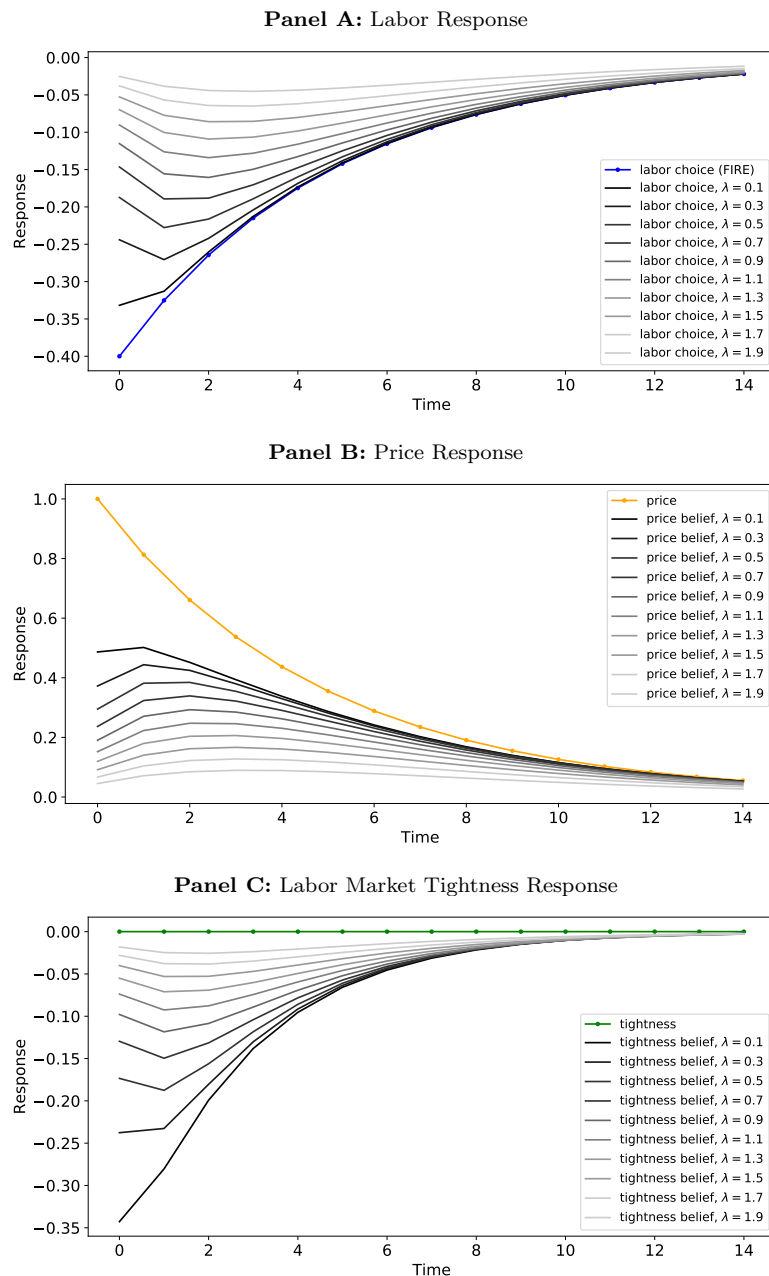 Panel A: Labor Response
0.00
−0.05
−0.10
−0.15
−0.20
−0.25
−0.30
−0.35
−0.40
Response
labor choice (FIRE)
labor choice, λ = 0.1
labor choice, λ = 0.3
labor choice, λ = 0.5
labor choice, λ = 0.7
labor choice, λ = 0.9
labor choice, λ = 1.1
labor choice, λ = 1.3
labor choice, λ = 1.5
labor choice, λ = 1.7
labor choice, λ = 1.9
0 2 4 6 8 10 12 14
Time
Panel B: Price Response
1.0
0.8
0.6
0.4
0.2
0.0
Response
price
price belief, λ = 0.1
price belief, λ = 0.3
price belief, λ = 0.5
price belief, λ = 0.7
price belief, λ = 0.9
price belief, λ = 1.1
price belief, λ = 1.3
price belief, λ = 1.5
price belief, λ = 1.7
price belief, λ = 1.9
0 2 4 6 8 10 12 14
Time
Panel C: Labor Market Tightness Response
0.00
−0.05
−0.10
−0.15
−0.20
−0.25
−0.30
−0.35
Response
tightness
tightness belief, λ = 0.1
tightness belief, λ = 0.3
tightness belief, λ = 0.5
tightness belief, λ = 0.7
tightness belief, λ = 0.9
tightness belief, λ = 1.1
tightness belief, λ = 1.3
tightness belief, λ = 1.5
tightness belief, λ = 1.7
tightness belief, λ = 1.9
0 2 4 6 8 10 12 14
Time